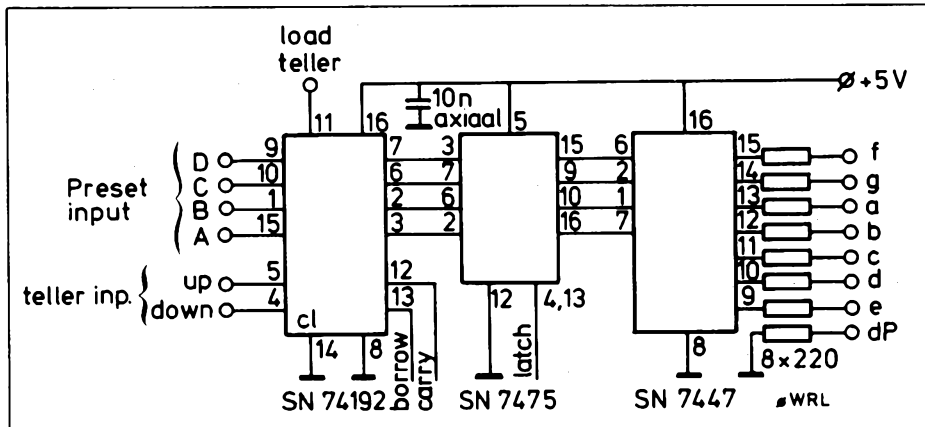 load
teller
+5V
10n
axiaal
11 16 5 16
D 9 7 3 15 6 15 f
C 10 6 7 9 2 14 g
Preset
input
B 1 2 6 10 1 13 a
A 15 3 2 16 7 12 b
11 c
teller inp.
up 5 12 10 d
down 4 13 9 e
cl
dP
14 8 12 4,13 8
8x220
borrow
carry
latch
SN 74192 SN 7475 SN 7447 øWRL